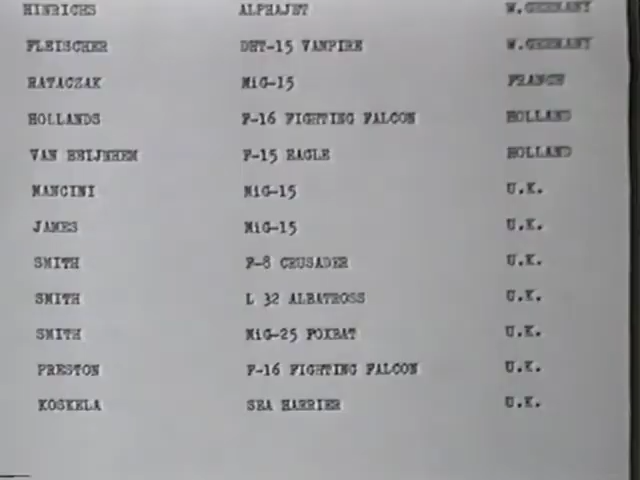 HINRICHS ALPHAJET W.GERMANY
FLEISCHER DHT-15 VAMPIRE W.GERMANY
RATAGZAK MiG-15 FRANCE
HOLLANDS F-16 FIGHTING FALCON HOLLAND
VAN BEIJNHEM F-15 EAGLE HOLLAND
MANCINI MiG-15 U.K.
JAMES MiG-15 U.K.
SMITH F-8 CRUSADER U.K.
SMITH L 32 ALBATROSS U.K.
SMITH MiG-25 FOXBAT U.K.
PRESTON F-16 FIGHTING FALCON U.K.
KOSKELA SEA HARRIER U.K.